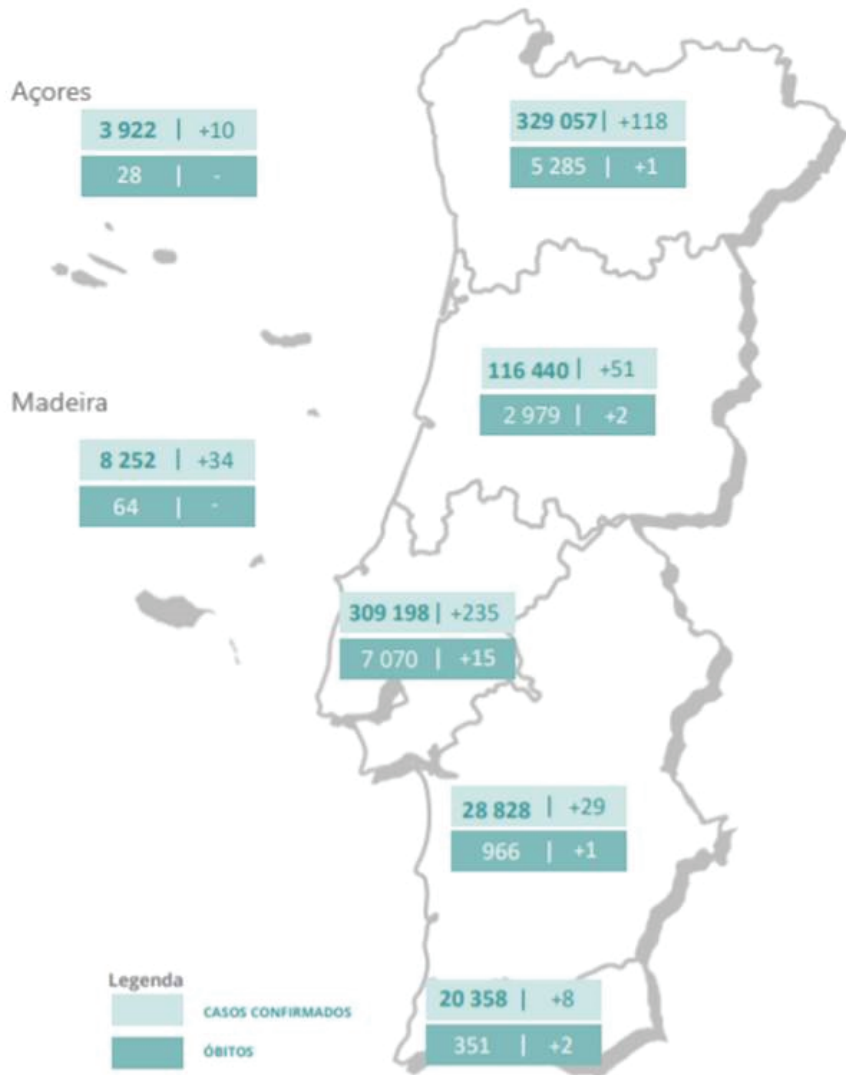 Açores
3 922 | +10
28 | -
329 057 | +118
5 285 | +1
116 440 | +51
2 979 | +2
Madeira
8 252 | +34
64 | -
309 198 | +235
7 070 | +15
28 828 | +29
966 | +1
Legenda
CASOS CONFIRMADOS
ÓBITOS
20 358 | +8
351 | +2